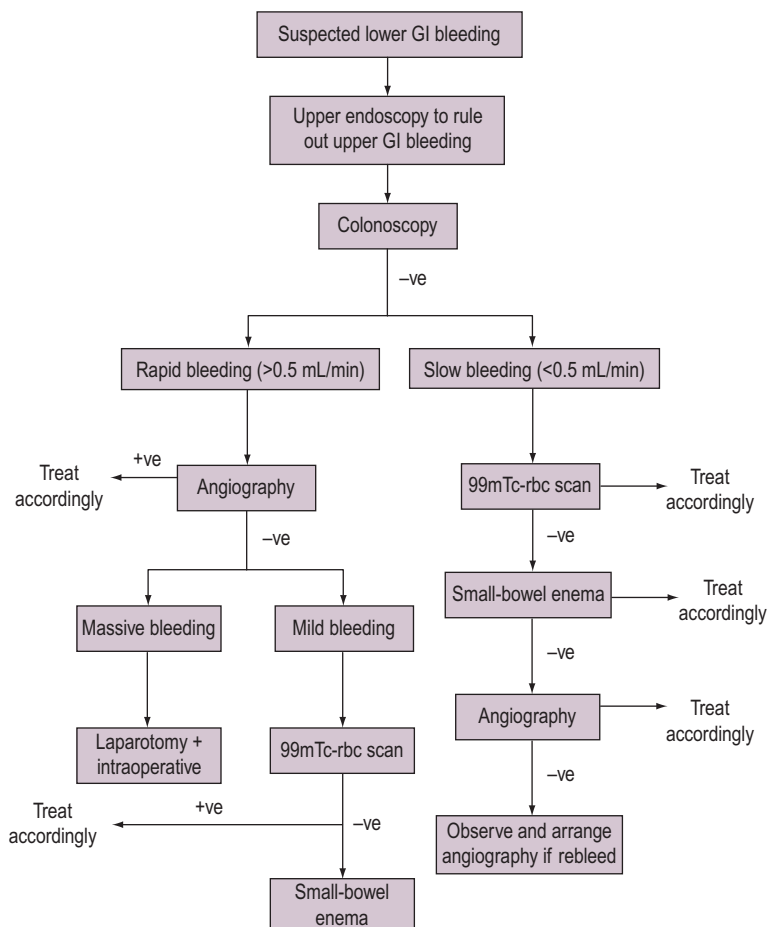 Suspected lower GI bleeding
Upper endoscopy to rule
out upper GI bleeding
Colonoscopy
–ve
Rapid bleeding (>0.5 mL/min)
Slow bleeding (<0.5 mL/min)
+ve
Treat
accordingly
Angiography
–ve
99mTc-rbc scan
Treat
accordingly
–ve
Massive bleeding
Mild bleeding
Small-bowel enema
Treat
accordingly
–ve
Laparotomy +
intraoperative
99mTc-rbc scan
Angiography
Treat
accordingly
–ve
Treat
accordingly
+ve
–ve
Observe and arrange
angiography if rebleed
Small-bowel
enema